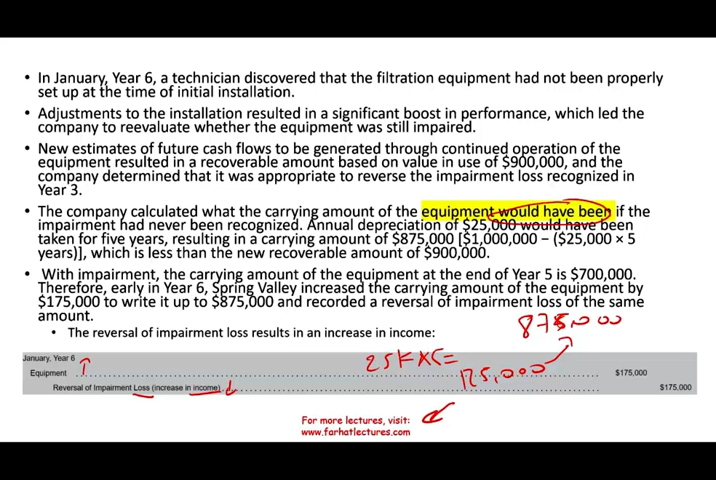 • In January, Year 6, a technician discovered that the filtration equipment had not been properly
set up at the time of initial installation.
• Adjustments to the installation resulted in a significant boost in performance, which led the
company to reevaluate whether the equipment was still impaired.
• New estimates of future cash flows to be generated through continued operation of the
equipment resulted in a recoverable amount based on value in use of $900,000, and the
company determined that it was appropriate to reverse the impairment loss recognized in
Year 3.
• The company calculated what the carrying amount of the equipment would have been if the
impairment had never been recognized. Annual depreciation of $25,000 would have been
taken for five years, resulting in a carrying amount of $875,000 [$1,000,000 – ($25,000 × 5
years)], which is less than the new recoverable amount of $900,000.
• With impairment, the carrying amount of the equipment at the end of Year 5 is $700,000.
Therefore, early in Year 6, Spring Valley increased the carrying amount of the equipment by
$175,000 to write it up to $875,000 and recorded a reversal of impairment loss of the same
amount.
875,000
• The reversal of impairment loss results in an increase in income:
January, Year 6
25K×5=
Equipment $175,000
125,000
Reversal of Impairment Loss (increase in income) $175,000
For more lectures, visit:
www.farhatlectures.com